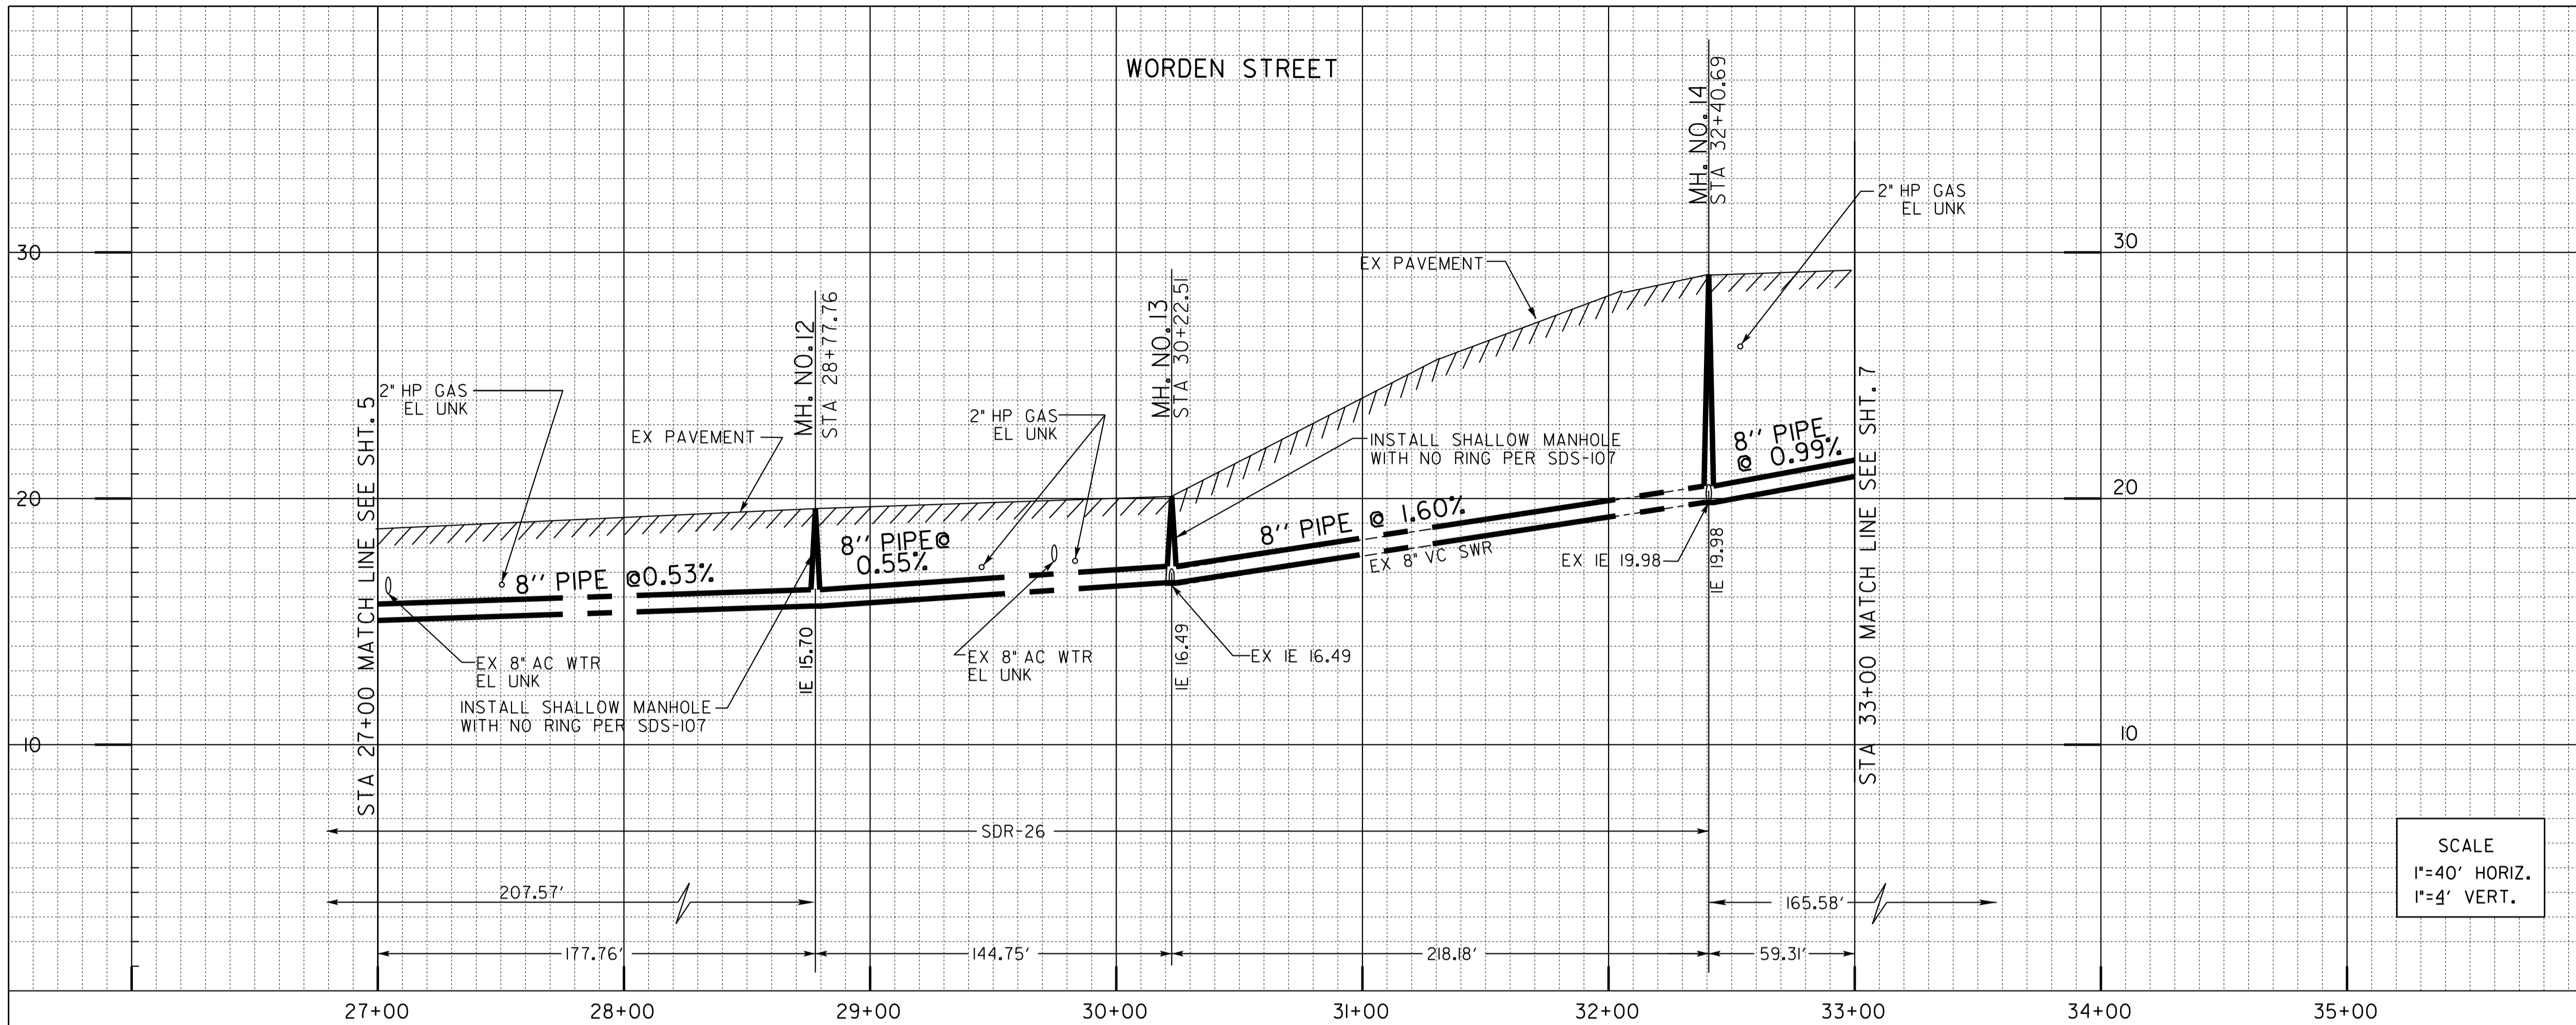 WORDEN STREET
MH. NO.14
STA 32+40.69
2" HP GAS
EL UNK
30
30
EX PAVEMENT
MH. NO.13
STA 30+22.51
MH. NO.12
STA 28+77.76
2" HP GAS
EL UNK
2" HP GAS
EL UNK
EX PAVEMENT
INSTALL SHALLOW MANHOLE
WITH NO RING PER SDS-107
8'' PIPE
@ 0.99%
20
20
STA 27+00 MATCH LINE SEE SHT. 5
8'' PIPE @0.53%
8'' PIPE@
0.55%
8'' PIPE @ 1.60%
EX 8" VC SWR
EX IE 19.98
IE 19.98
STA 33+00 MATCH LINE SEE SHT. 7
EX 8" AC WTR
EL UNK
IE 15.70
EX 8" AC WTR
EL UNK
IE 16.49
EX IE 16.49
INSTALL SHALLOW MANHOLE
WITH NO RING PER SDS-107
10
10
SDR-26
SCALE
1"=40' HORIZ.
1"=4' VERT.
207.57'
165.58'
177.76'
144.75'
218.18'
59.31'
27+00
28+00
29+00
30+00
31+00
32+00
33+00
34+00
35+00